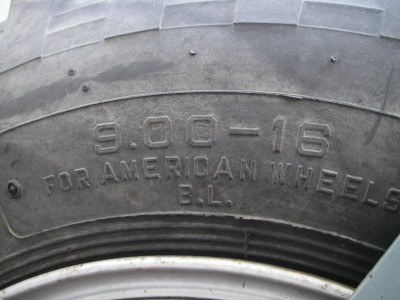 9.00-16
FOR AMERICAN WHEELS
B.L.